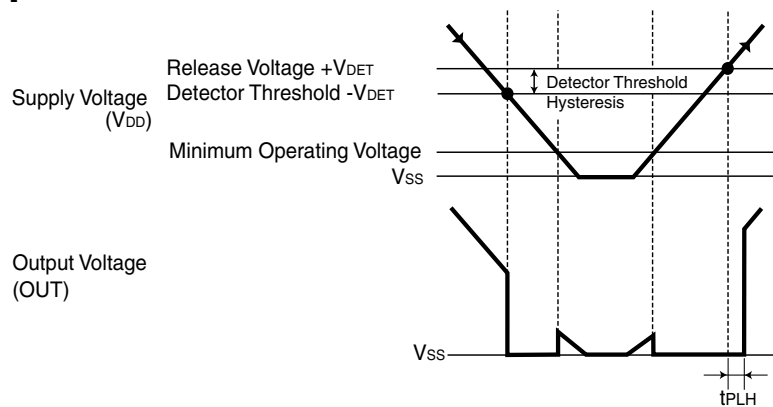 Release Voltage +VDET
Detector Threshold -VDET
Detector Threshold
Hysteresis
Supply Voltage
(VDD)
Minimum Operating Voltage
VSS
Output Voltage
(OUT)
VSS
tPLH